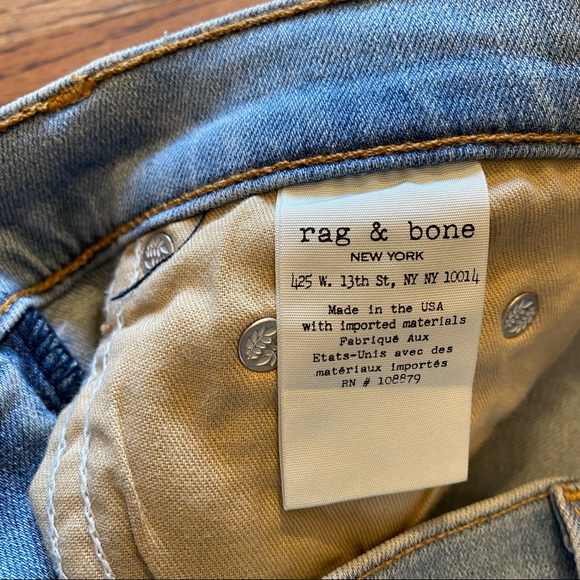 rag & bone
NEW YORK
425 W. 13th St, NY NY 10014
Made in the USA
with imported materials
Fabriqué Aux
Etats-Unis avec des
matériaux importés
RN # 108879